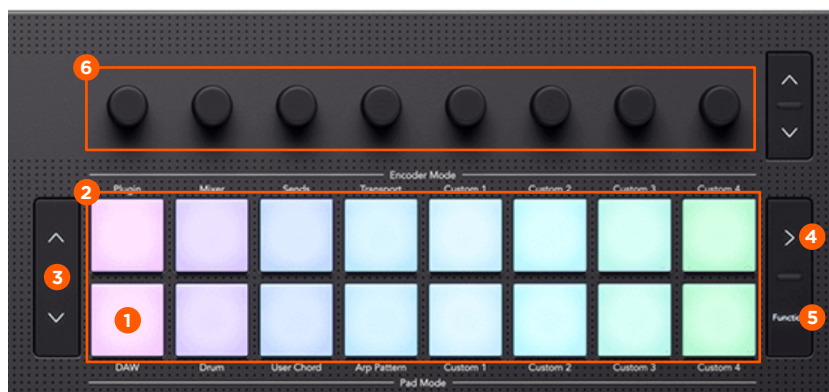 6
Encoder Mode
2
Plugin Mixer Sends Transport Custom 1 Custom 2 Custom 3 Custom 4
4
3
1
5
DAW Drum User Chord Arp Pattern Custom 1 Custom 2 Custom 3 Custom 4
Pad Mode